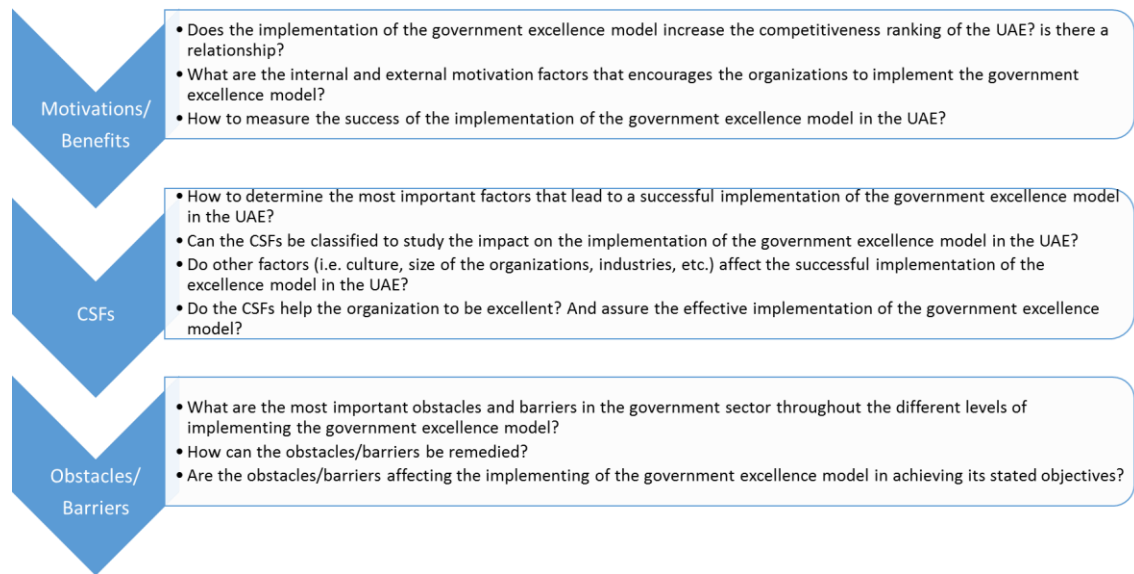 Motivations/
Benefits
• Does the implementation of the government excellence model increase the competitiveness ranking of the UAE? is there a
relationship?
• What are the internal and external motivation factors that encourages the organizations to implement the government
excellence model?
• How to measure the success of the implementation of the government excellence model in the UAE?
CSFs
• How to determine the most important factors that lead to a successful implementation of the government excellence model
in the UAE?
• Can the CSFs be classified to study the impact on the implementation of the government excellence model in the UAE?
• Do other factors (i.e. culture, size of the organizations, industries, etc.) affect the successful implementation of the
excellence model in the UAE?
• Do the CSFs help the organization to be excellent? And assure the effective implementation of the government excellence
model?
Obstacles/
Barriers
• What are the most important obstacles and barriers in the government sector throughout the different levels of
implementing the government excellence model?
• How can the obstacles/barriers be remedied?
• Are the obstacles/barriers affecting the implementing of the government excellence model in achieving its stated objectives?